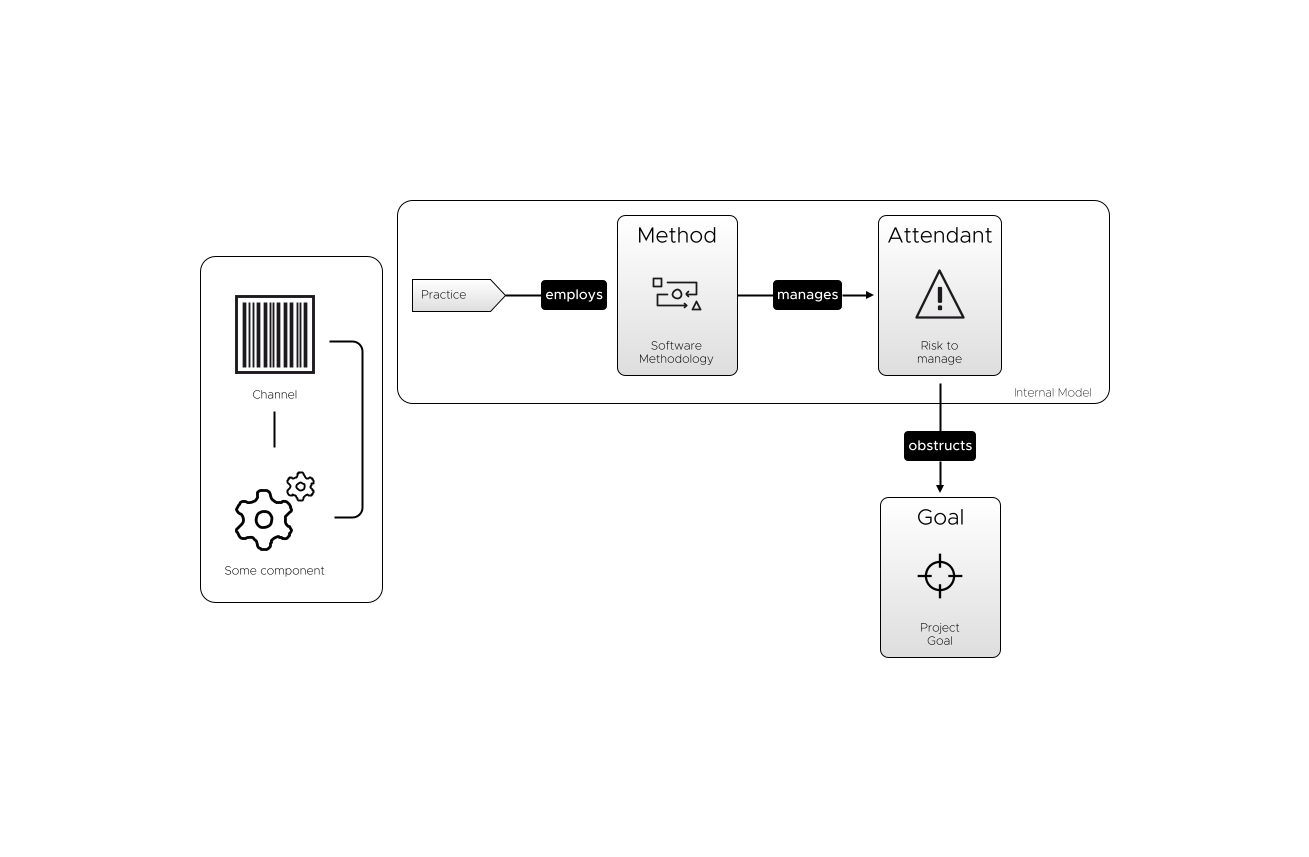 Channel
Some component
Practice
employs
Method
Software
Methodology
manages
Attendant
Risk to
manage
Internal Model
obstructs
Goal
Project
Goal